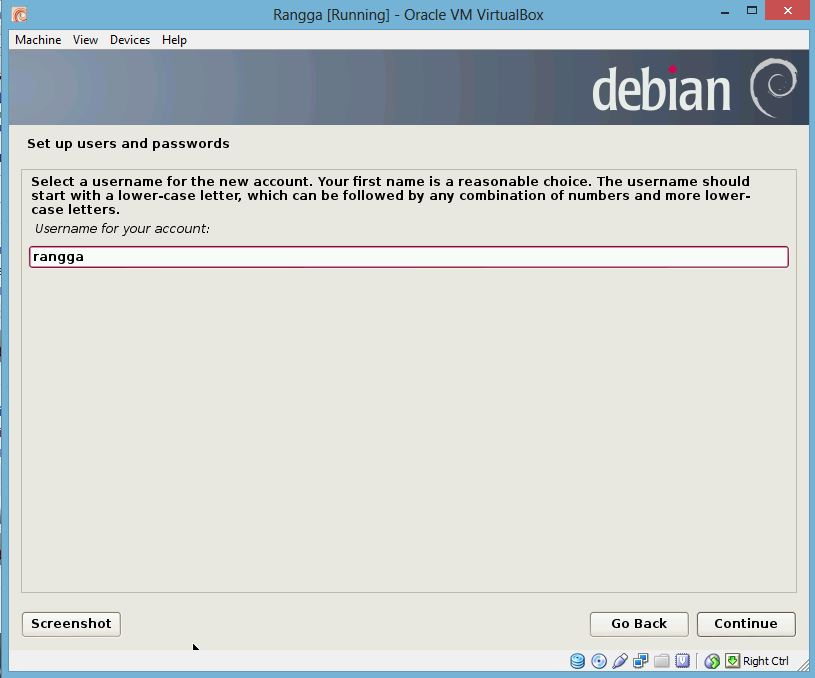 Rangga [Running] - Oracle VM VirtualBox
Machine View Devices Help
debian
Set up users and passwords
Select a username for the new account. Your first name is a reasonable choice. The username should
start with a lower-case letter, which can be followed by any combination of numbers and more lower-
case letters.
Username for your account:
rangga
Screenshot Go Back Continue
Right Ctrl